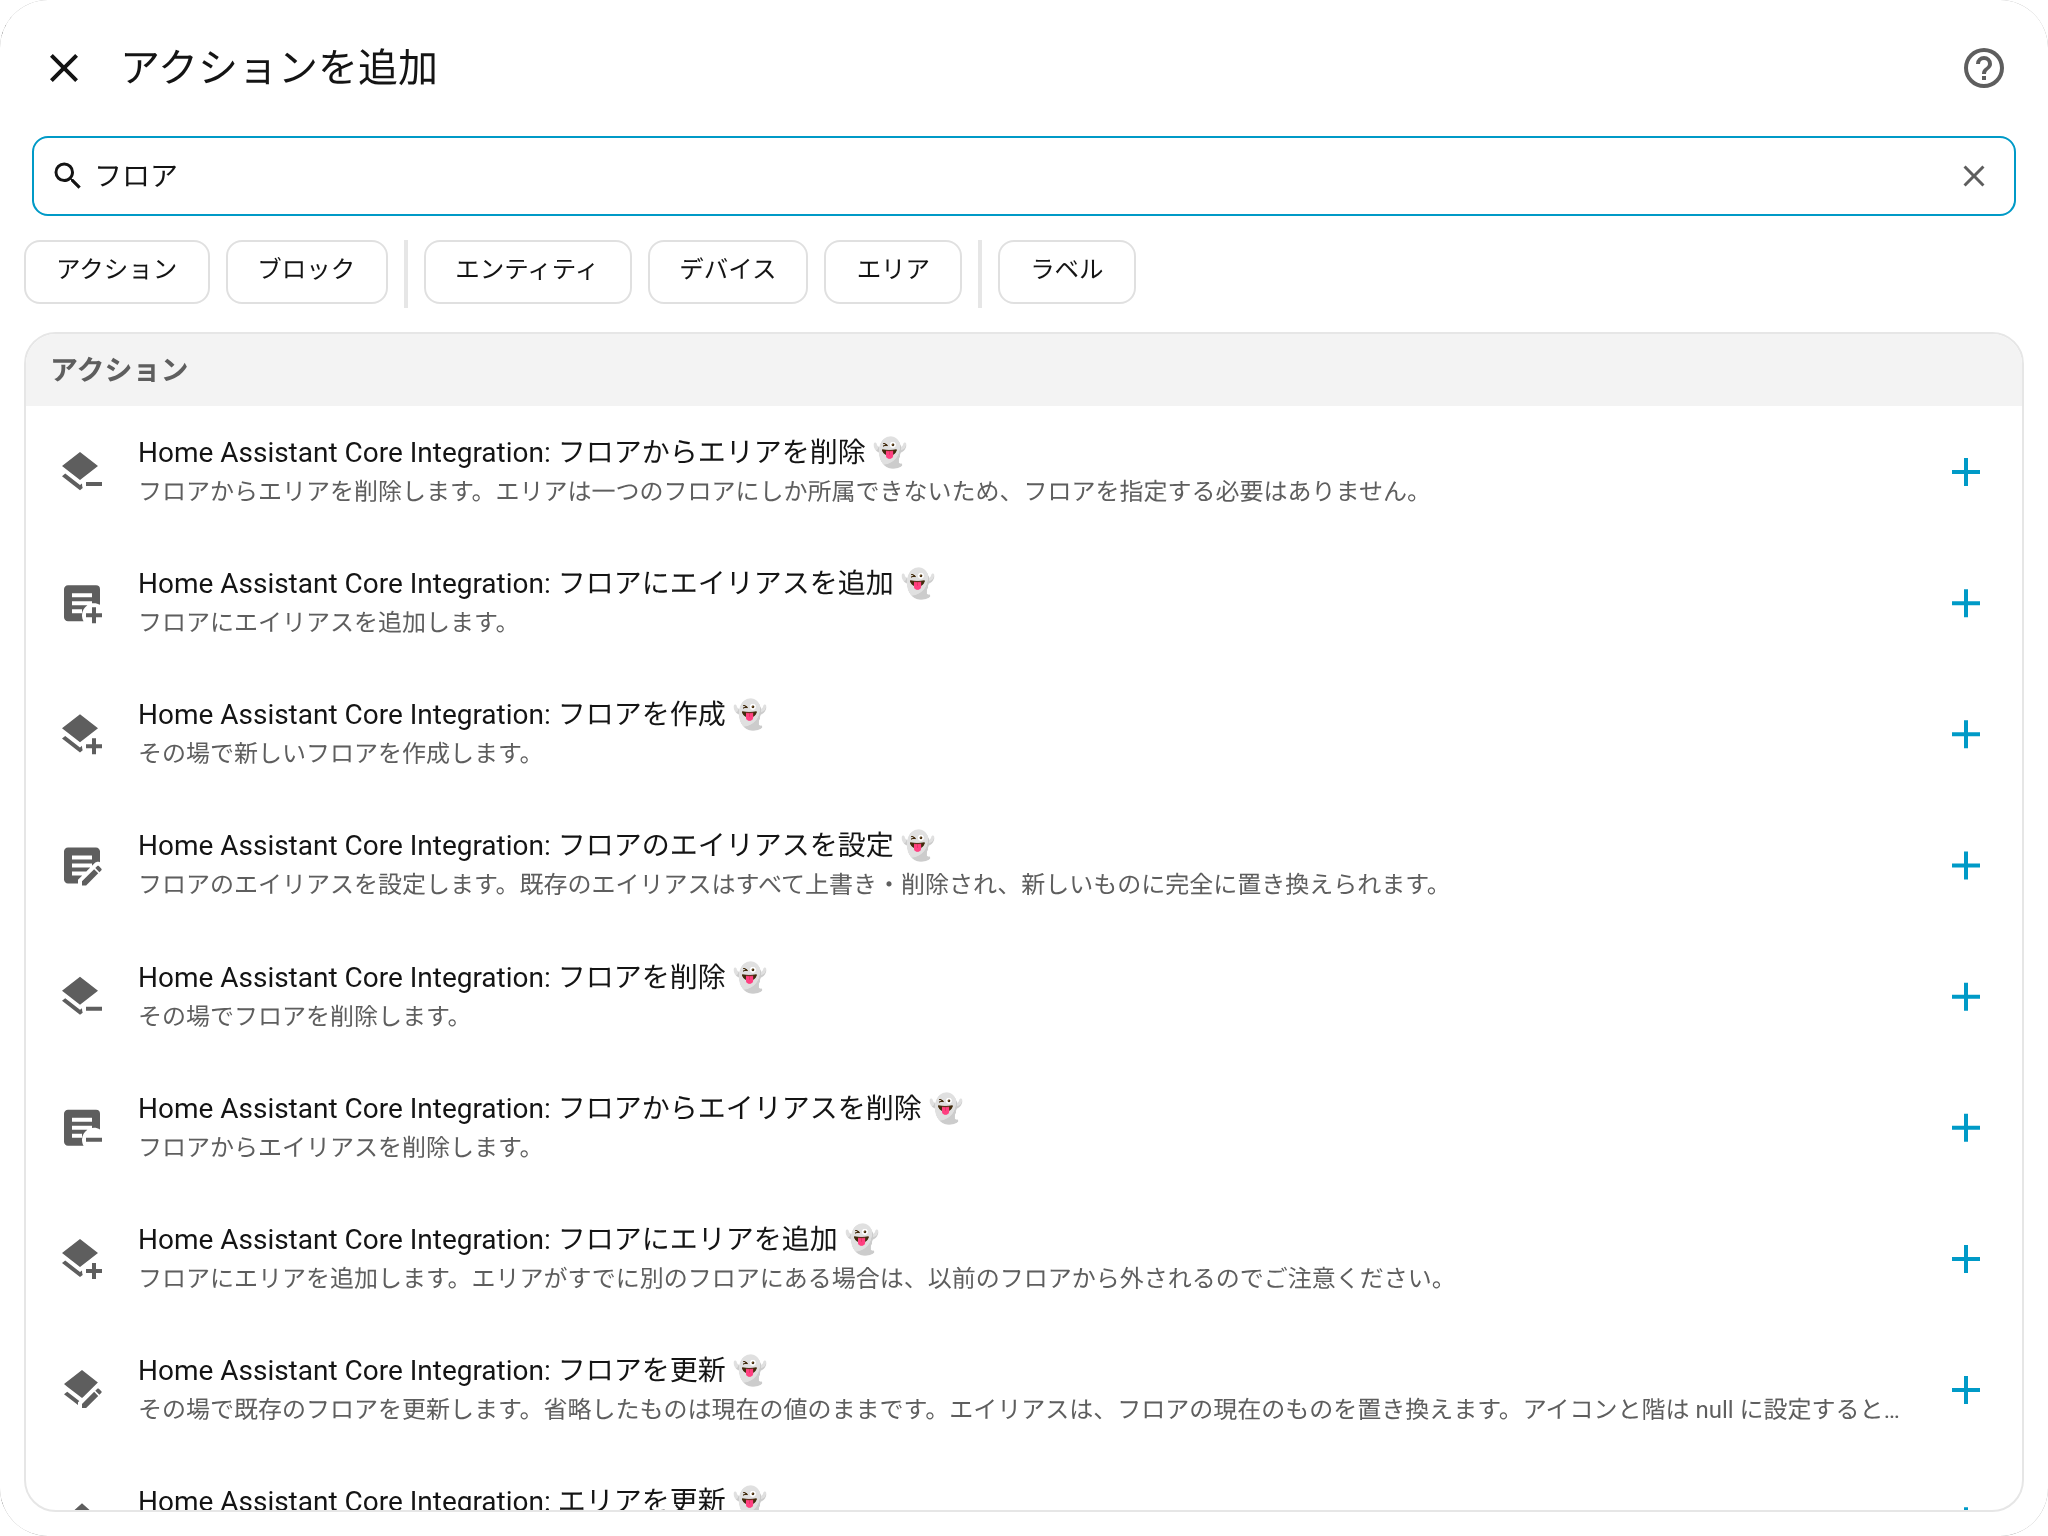 アクションを追加
フロア
アクション ブロック エンティティ デバイス エリア ラベル
アクション
Home Assistant Core Integration: フロアからエリアを削除 👻
フロアからエリアを削除します。エリアは一つのフロアにしか所属できないため、フロアを指定する必要はありません。
Home Assistant Core Integration: フロアにエイリアスを追加 👻
フロアにエイリアスを追加します。
Home Assistant Core Integration: フロアを作成 👻
その場で新しいフロアを作成します。
Home Assistant Core Integration: フロアのエイリアスを設定 👻
フロアのエイリアスを設定します。既存のエイリアスはすべて上書き・削除され、新しいものに完全に置き換えられます。
Home Assistant Core Integration: フロアを削除 👻
その場でフロアを削除します。
Home Assistant Core Integration: フロアからエイリアスを削除 👻
フロアからエイリアスを削除します。
Home Assistant Core Integration: フロアにエリアを追加 👻
フロアにエリアを追加します。エリアがすでに別のフロアにある場合は、以前のフロアから外されるのでご注意ください。
Home Assistant Core Integration: フロアを更新 👻
その場で既存のフロアを更新します。省略したものは現在の値のままです。エイリアスは、フロアの現在のものを置き換えます。アイコンと階は null に設定すると…
Home Assistant Core Integration: エリアを更新 👻